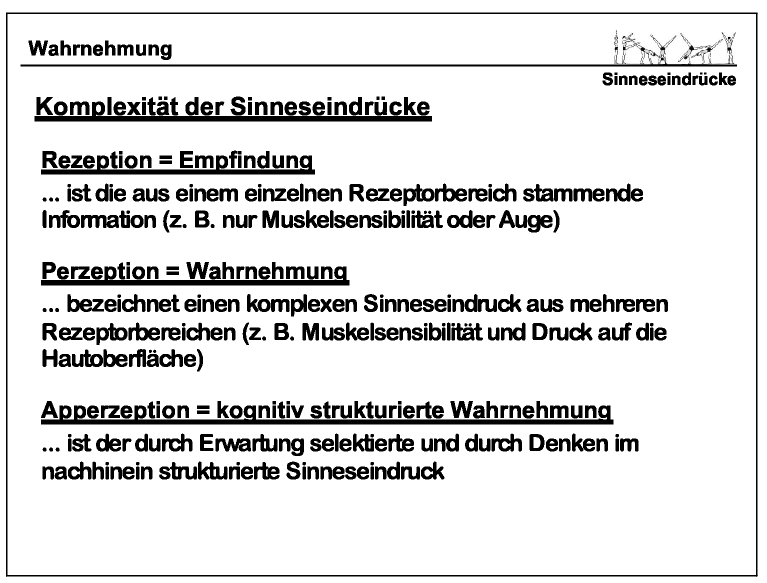 Wahrnehmung
Sinneseindrücke
Komplexität der Sinneseindrücke
Rezeption = Empfindung
... ist die aus einem einzelnen Rezeptorbereich stammende
Information (z. B. nur Muskelsensibilität oder Auge)
Perzeption = Wahrnehmung
... bezeichnet einen komplexen Sinneseindruck aus mehreren
Rezeptorbereichen (z. B. Muskelsensibilität und Druck auf die
Hautoberfläche)
Apperzeption = kognitiv strukturierte Wahrnehmung
... ist der durch Erwartung selektierte und durch Denken im
nachhinein strukturierte Sinneseindruck